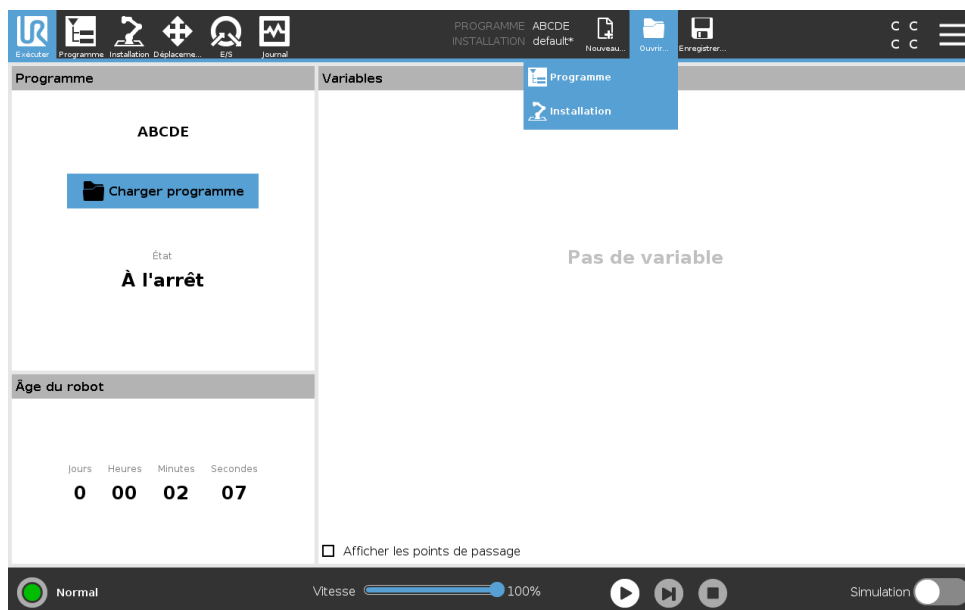 UR
PROGRAMME ABCDE
INSTALLATION default*
C C
C C
Exécuter Programme Installation Déplaceme... E/S Journal Nouveau... Ouvrir... Enregistrer...
Programme
Variables
Programme
Installation
ABCDE
Charger programme
État
À l'arrêt
Pas de variable
Âge du robot
Jours Heures Minutes Secondes
0 00 02 07
Afficher les points de passage
Normal
Vitesse 100%
Simulation